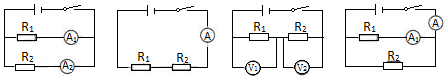 R₁ A₁
R₂ A₂
A
R₁ R₂
R₁ R₂
V₁ V₂
A
R₁ A₁
R₂